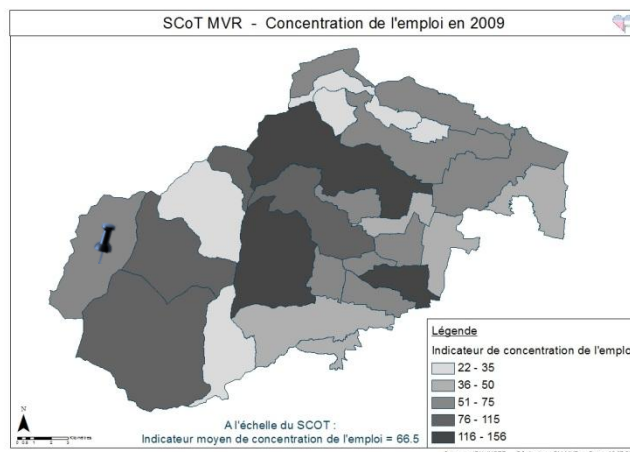 SCoT MVR - Concentration de l'emploi en 2009
Légende
Indicateur de concentration de l'emploi
22 - 35
36 - 50
51 - 75
76 - 115
116 - 156
N
A l'échelle du SCOT :
Indicateur moyen de concentration de l'emploi = 66.5